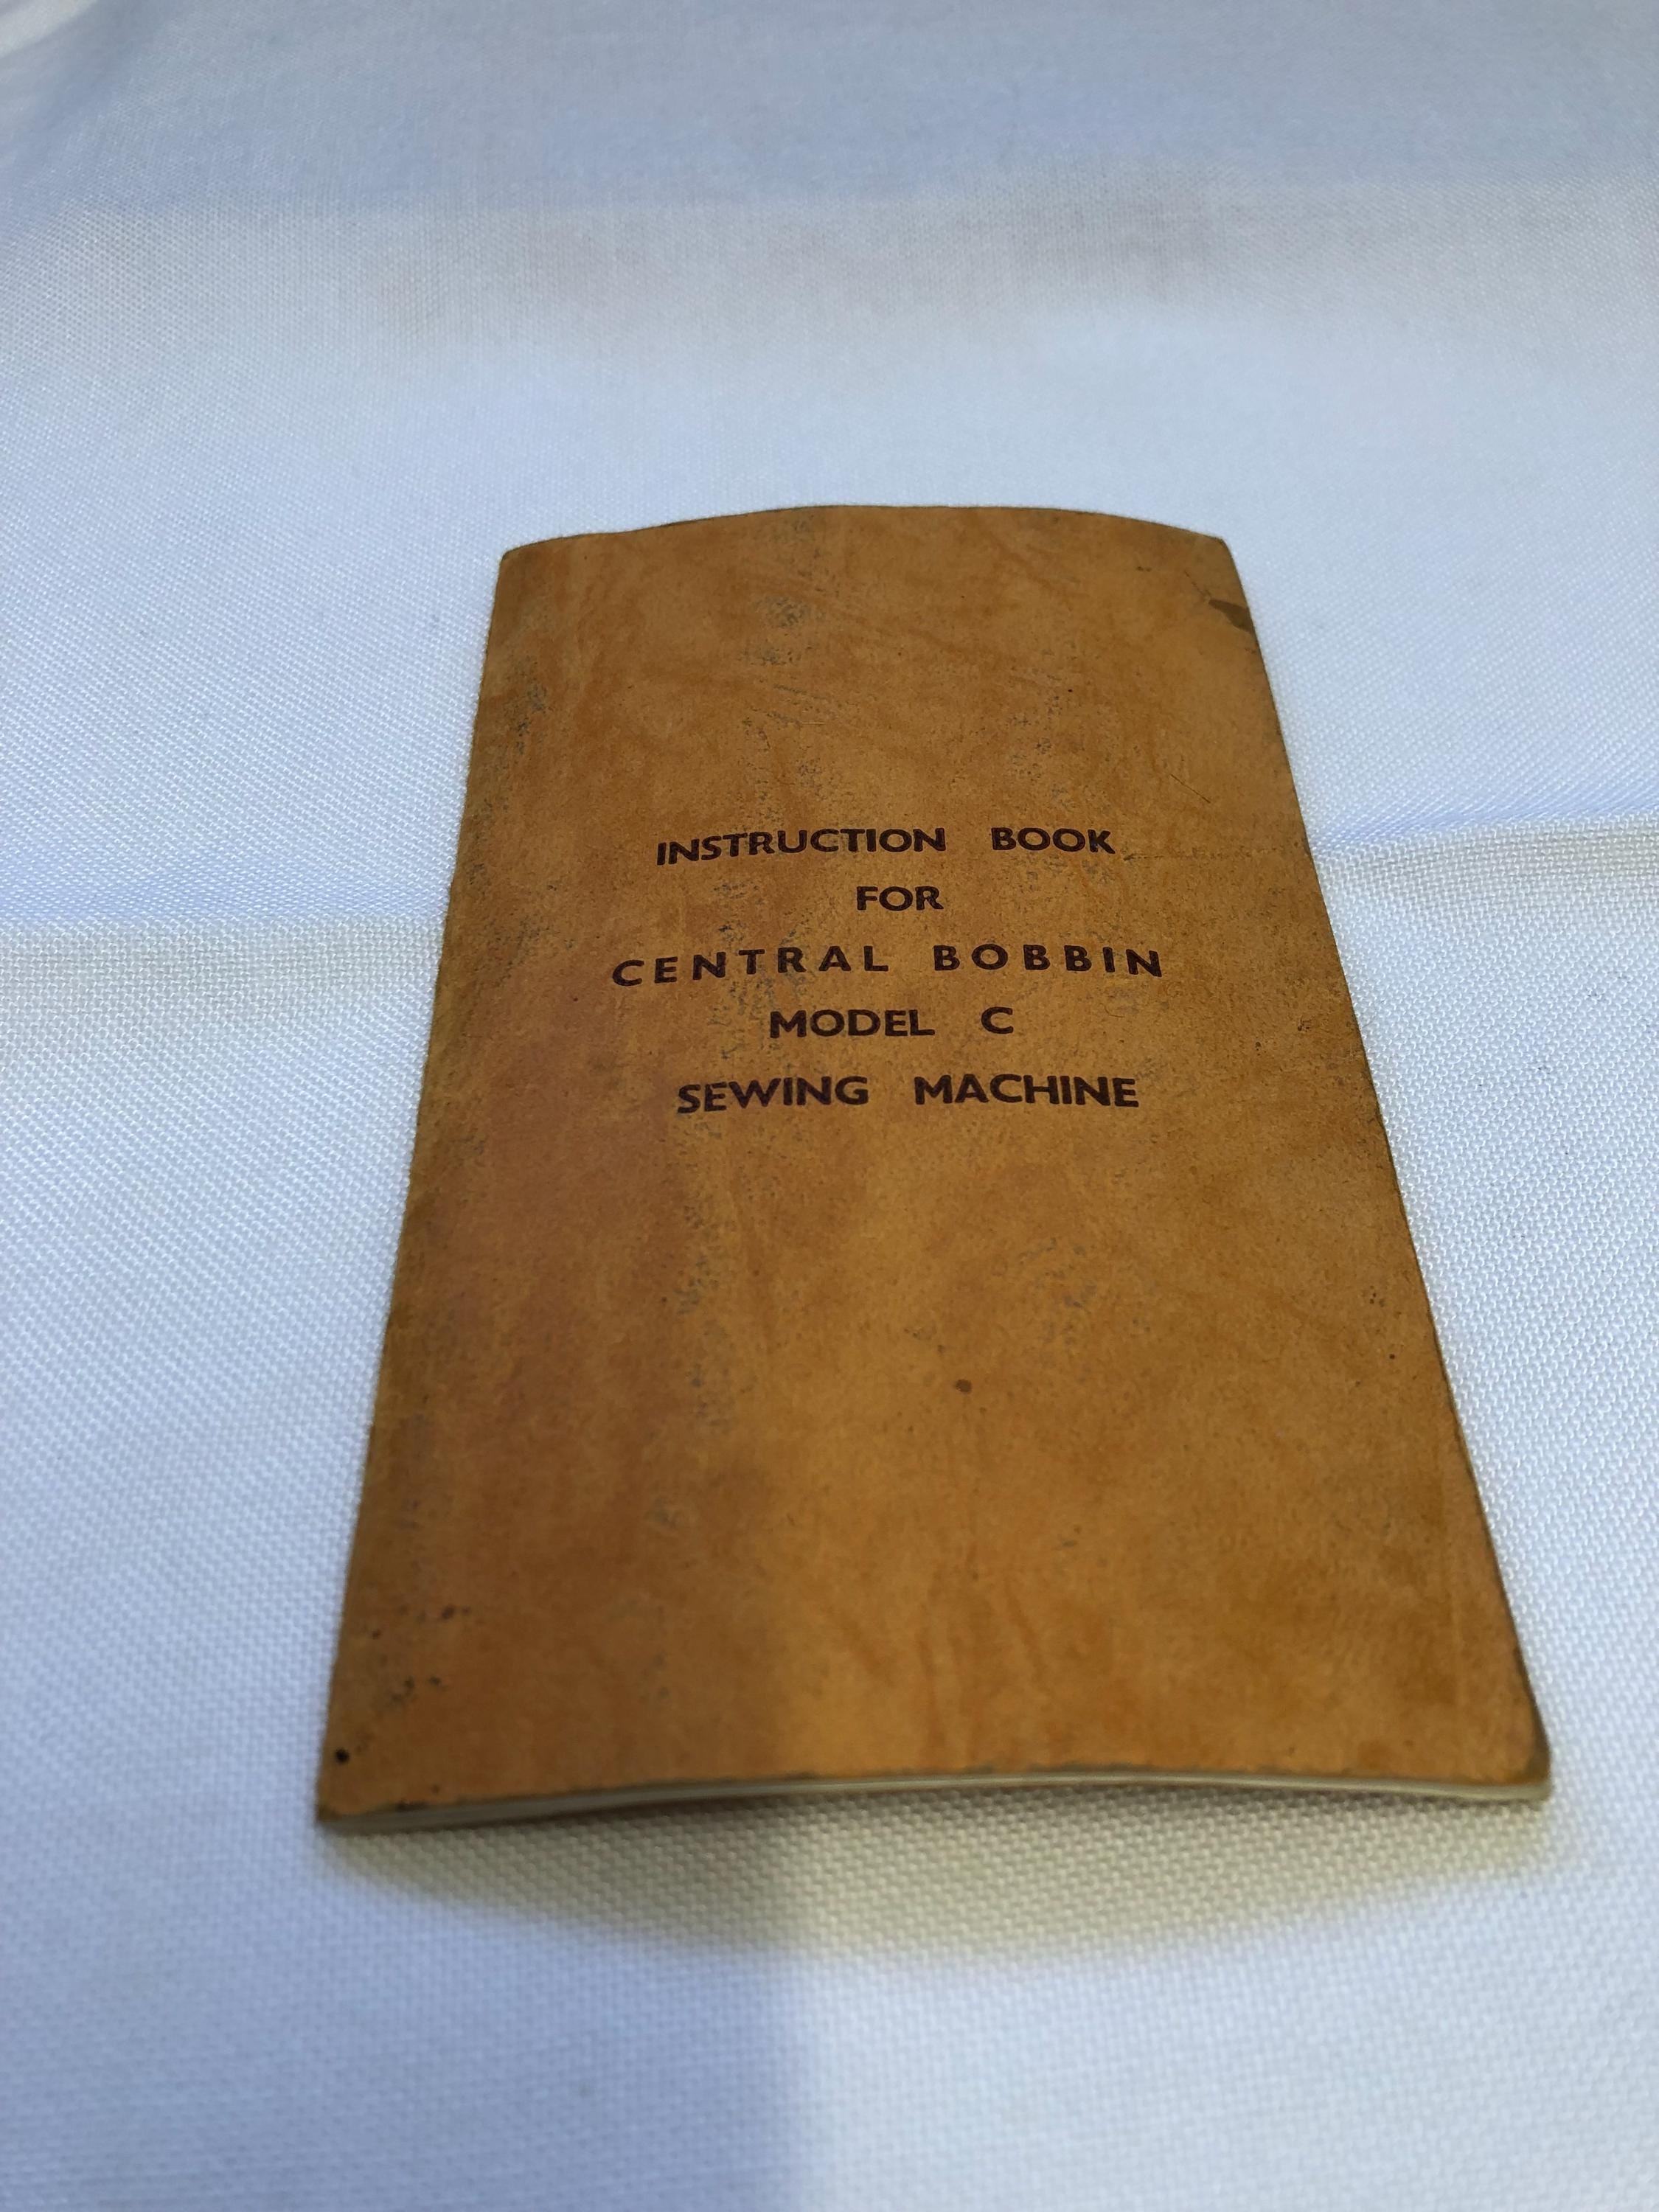 INSTRUCTION BOOK
FOR
CENTRAL BOBBIN
MODEL C
SEWING MACHINE